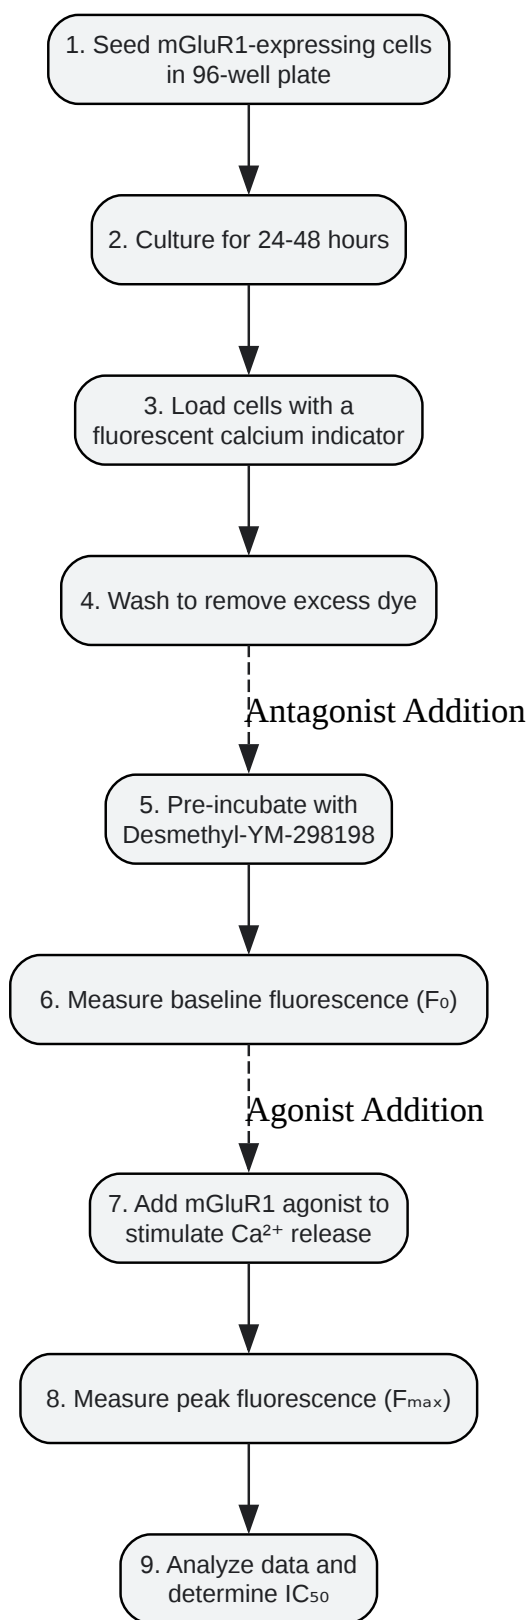 1. Seed mGluR1-expressing cells
in 96-well plate
2. Culture for 24-48 hours
3. Load cells with a
fluorescent calcium indicator
4. Wash to remove excess dye
Antagonist Addition
5. Pre-incubate with
Desmethyl-YM-298198
6. Measure baseline fluorescence (F₀)
Agonist Addition
7. Add mGluR1 agonist to
stimulate Ca²⁺ release
8. Measure peak fluorescence (Fₘₐₓ)
9. Analyze data and
determine IC₅₀